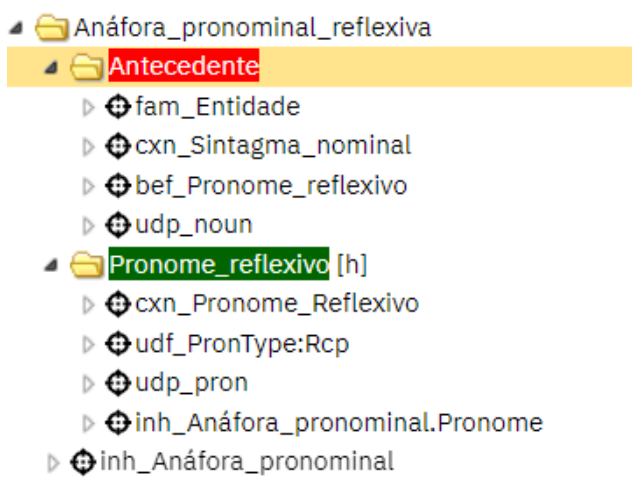 Anáfora_pronominal_reflexiva
Antecedente
fam_Entidade
cxn_Sintagma_nominal
bef_Pronome_reflexivo
udp_noun
Pronome_reflexivo [h]
cxn_Pronome_Reflexivo
udf_PronType:Rcp
udp_pron
inh_Anáfora_pronominal.Pronome
inh_Anáfora_pronominal